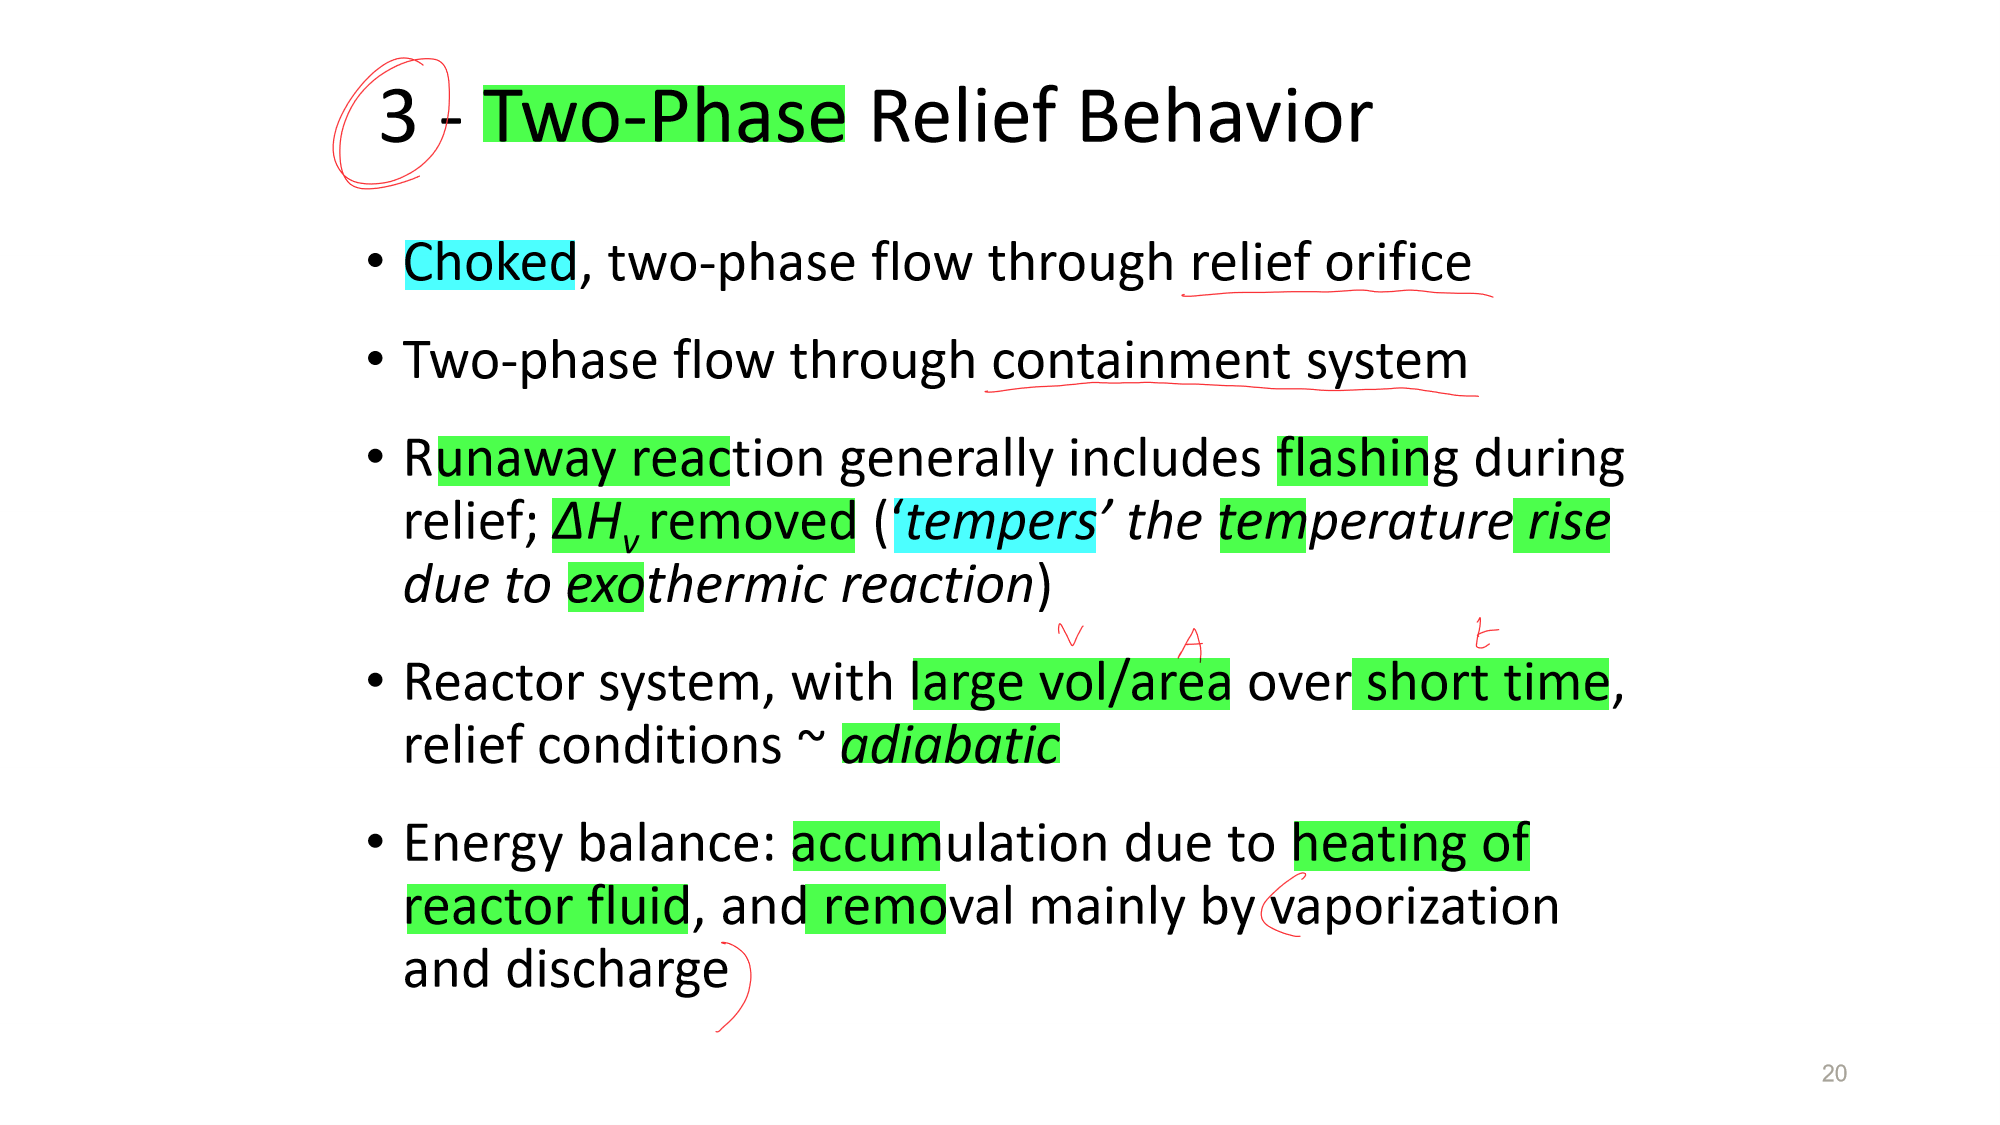 3 - Two-Phase Relief Behavior
• Choked, two-phase flow through relief orifice
• Two-phase flow through containment system
• Runaway reaction generally includes flashing during
relief; ΔHv removed (‘tempers’ the temperature rise
due to exothermic reaction)
V A t
• Reactor system, with large vol/area over short time,
relief conditions ~ adiabatic
• Energy balance: accumulation due to heating of
reactor fluid, and removal mainly by vaporization
and discharge
20